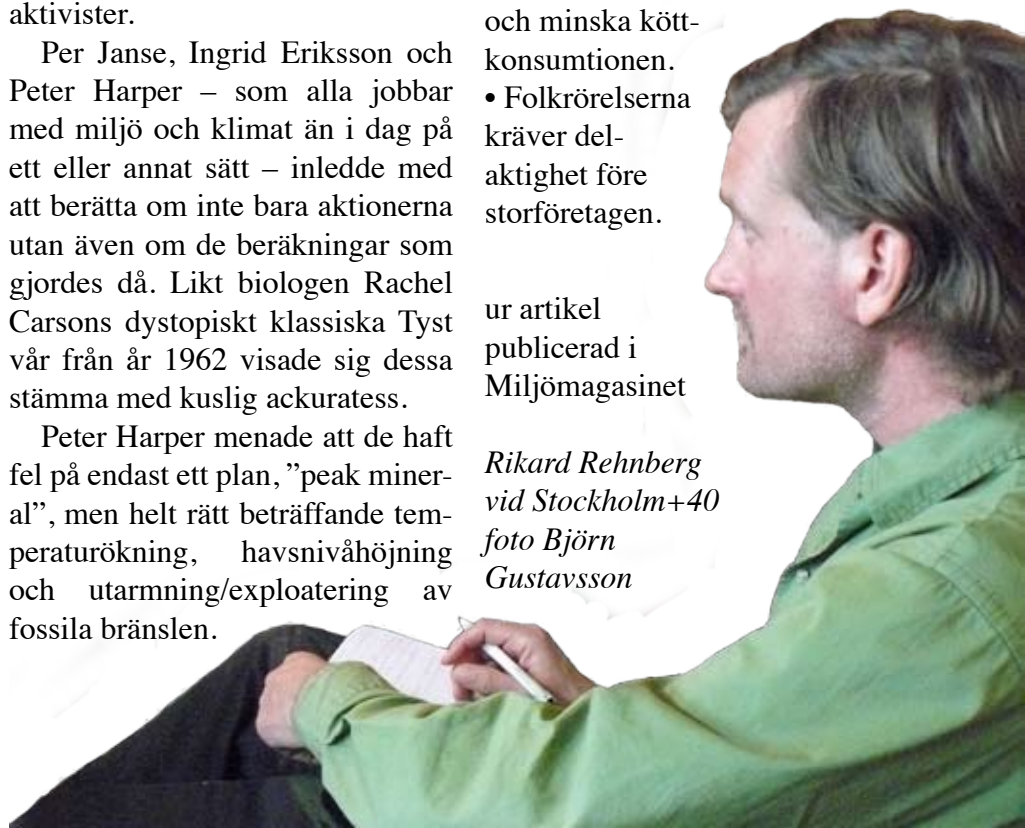 aktivister.
Per Janse, Ingrid Eriksson och
Peter Harper – som alla jobbar
med miljö och klimat än i dag på
ett eller annat sätt – inledde med
att berätta om inte bara aktionerna
utan även om de beräkningar som
gjordes då. Likt biologen Rachel
Carsons dystopiskt klassiska Tyst
vår från år 1962 visade sig dessa
stämma med kuslig ackuratess.
Peter Harper menade att de haft
fel på endast ett plan, ”peak miner-
al”, men helt rätt beträffande tem-
peraturökning, havsnivåhöjning
och utarmning/exploatering av
fossila bränslen.
och minska kött-
konsumtionen.
• Folkrörelserna
kräver del-
aktighet före
storföretagen.
ur artikel
publicerad i
Miljömagasinet
Rikard Rehnberg
vid Stockholm+40
foto Björn
Gustavsson